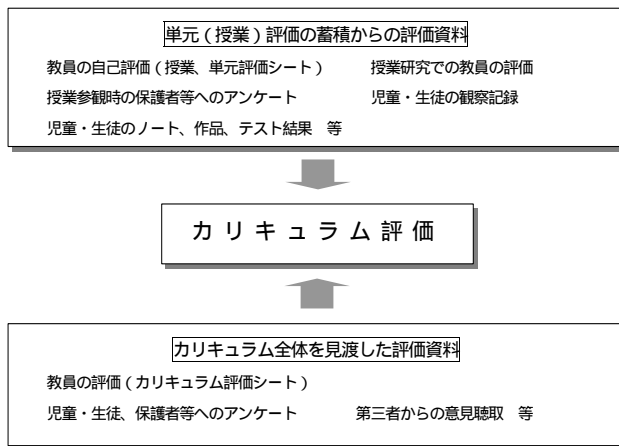 単元(授業)評価の蓄積からの評価資料
教員の自己評価(授業、単元評価シート) 授業研究での教員の評価
授業参観時の保護者等へのアンケート 児童・生徒の観察記録
児童・生徒のノート、作品、テスト結果 等
カリキュラム評価
カリキュラム全体を見渡した評価資料
教員の評価(カリキュラム評価シート)
児童・生徒、保護者等へのアンケート 第三者からの意見聴取 等